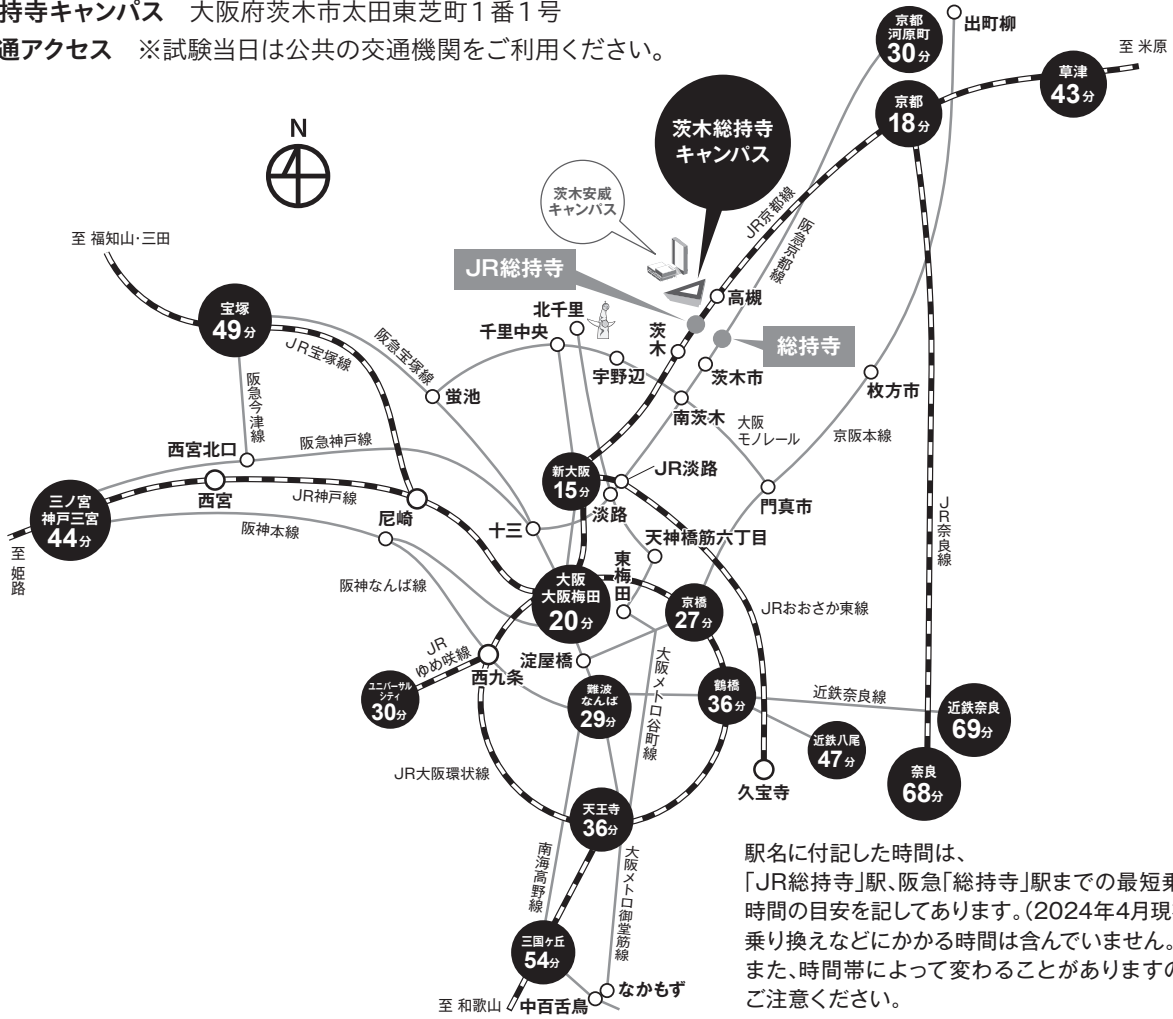 持寺キャンパス 大阪府茨木市太田東芝町1番1号
通アクセス ※試験当日は公共の交通機関をご利用ください。
京都
河原町
30分
出町柳
至 米原
草津
43分
京都
18分
茨木総持寺
キャンパス
N
茨木安威
キャンパス
JR京都線
阪急京都線
至 福知山・三田
JR総持寺
高槻
宝塚
49分
北千里
千里中央
茨木
総持寺
JR宝塚線
阪急宝塚線
宇野辺
茨木市
枚方市
阪急今津線
蛍池
南茨木
大阪
モノレール
京阪本線
西宮北口
阪急神戸線
新大阪
15分
JR淡路
門真市
JR奈良線
三ノ宮
神戸三宮
44分
西宮
JR神戸線
尼崎
淡路
十三
天神橋筋六丁目
至 姫路
阪神本線
阪神なんば線
大阪
大阪梅田
20分
東梅田
京橋
27分
JRおおさか東線
JR
ゆめ咲線
西九条
淀屋橋
ユニバーサル
シティ
30分
難波
なんば
29分
大阪メトロ谷町線
鶴橋
36分
近鉄奈良線
近鉄奈良
69分
近鉄八尾
47分
JR大阪環状線
久宝寺
奈良
68分
天王寺
36分
南海高野線
大阪メトロ御堂筋線
三国ヶ丘
54分
至 和歌山
中百舌鳥
なかもず
駅名に付記した時間は、
「JR総持寺」駅、阪急「総持寺」駅までの最短乗
時間の目安を記してあります。(2024年4月現
乗り換えなどにかかる時間は含んでいません。
また、時間帯によって変わることがありますの
ご注意ください。